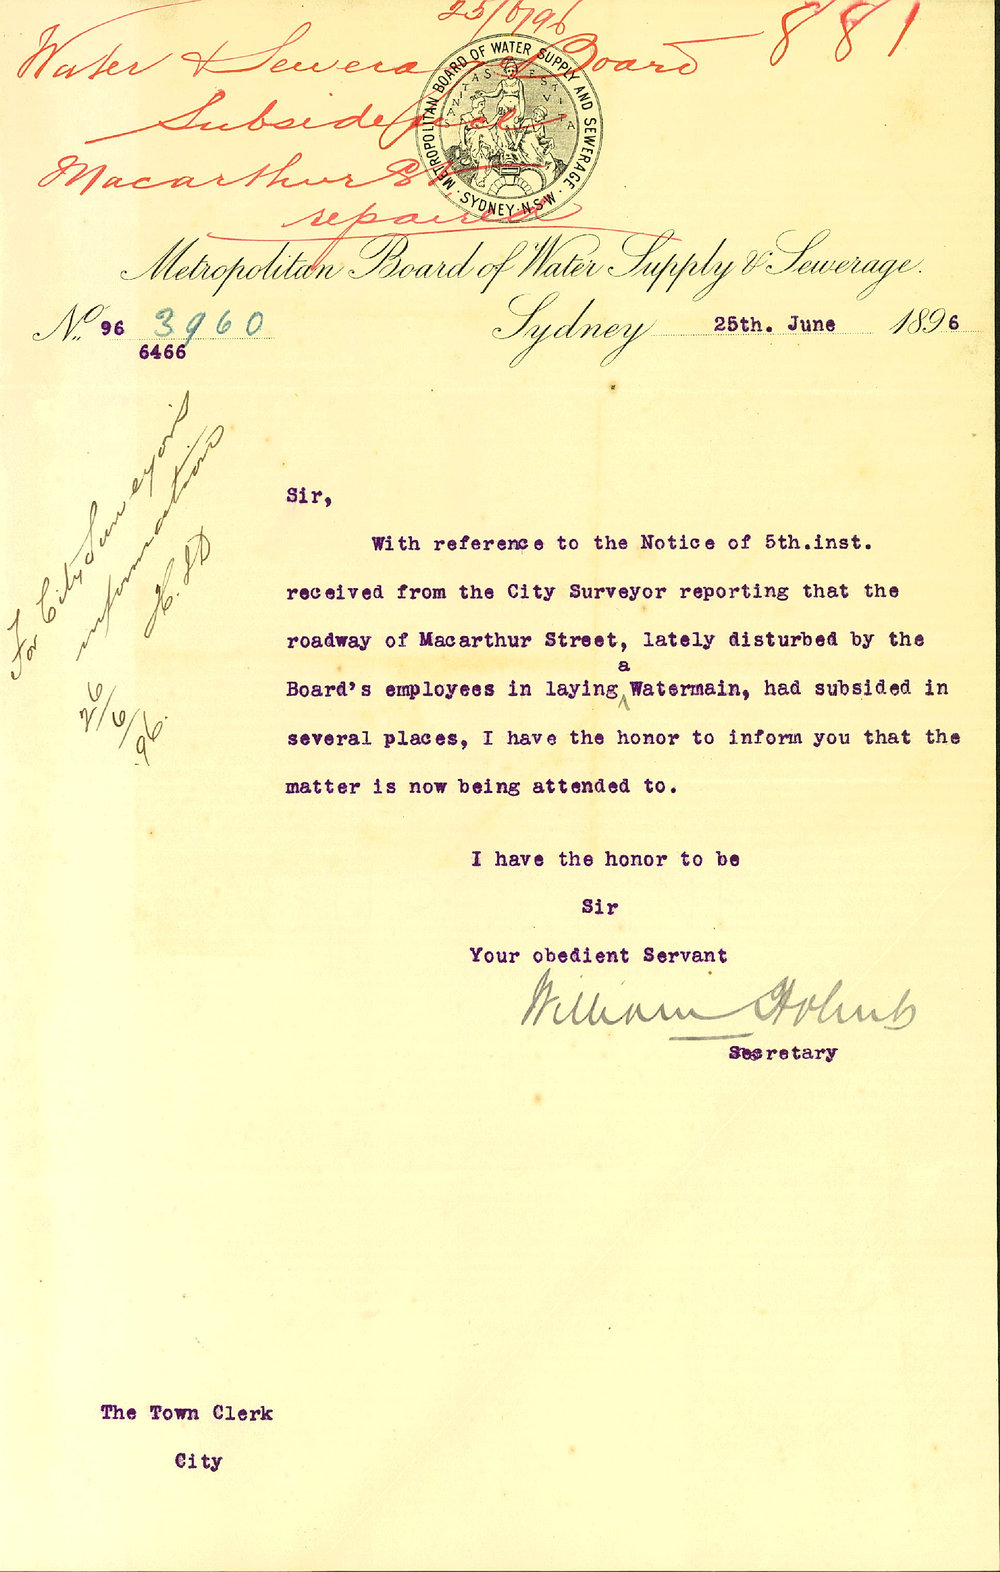 25/6/96
881
Water & Sewerage Board
Subsidence
Macarthur St
repaired
METROPOLITAN BOARD OF WATER SUPPLY AND SEWERAGE.
SANITAS
SYDNEY·N·S·W·
Metropolitan Board of Water Supply & Sewerage.
No. 96 3960
6466
Sydney 25th. June 1896
For City Surveyor's
information
26/6/96.
Sir,
With reference to the Notice of 5th.inst.
received from the City Surveyor reporting that the
roadway of Macarthur Street, lately disturbed by the
Board's employees in laying a Watermain, had subsided in
several places, I have the honor to inform you that the
matter is now being attended to.
I have the honor to be
Sir
Your obedient Servant
William Holmes
Secretary
The Town Clerk
City